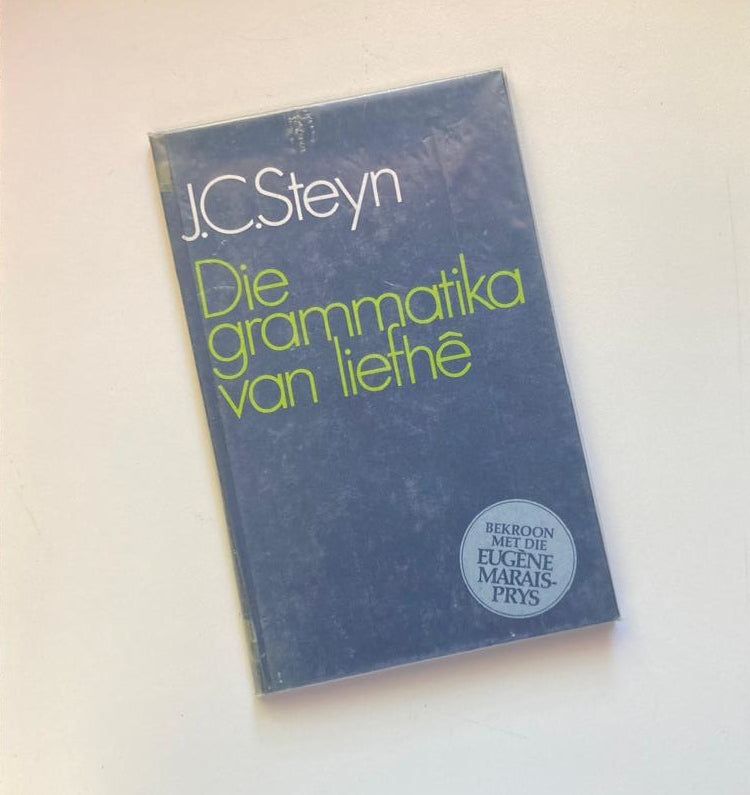 J.C.Steyn
Die
grammatika
van liefhê
BEKROON
MET DIE
EUGÈNE
MARAIS-
PRYS